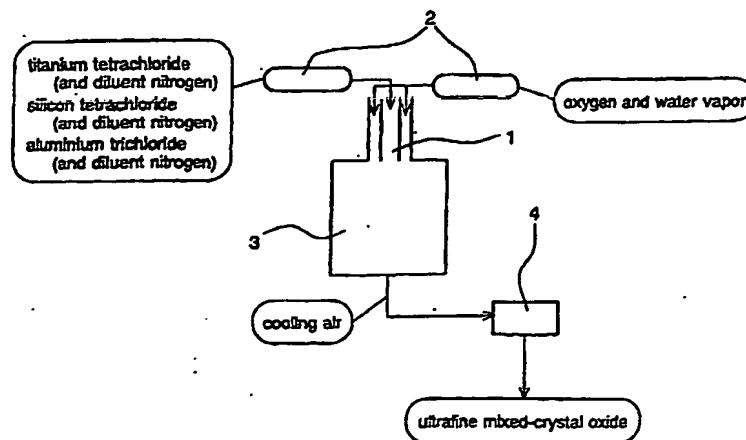 2
titanium tetrachloride
(and diluent nitrogen)
silicon tetrachloride
(and diluent nitrogen)
aluminium trichloride
(and diluent nitrogen)
oxygen and water vapor
1
3
4
cooling air
ultrafine mixed-crystal oxide